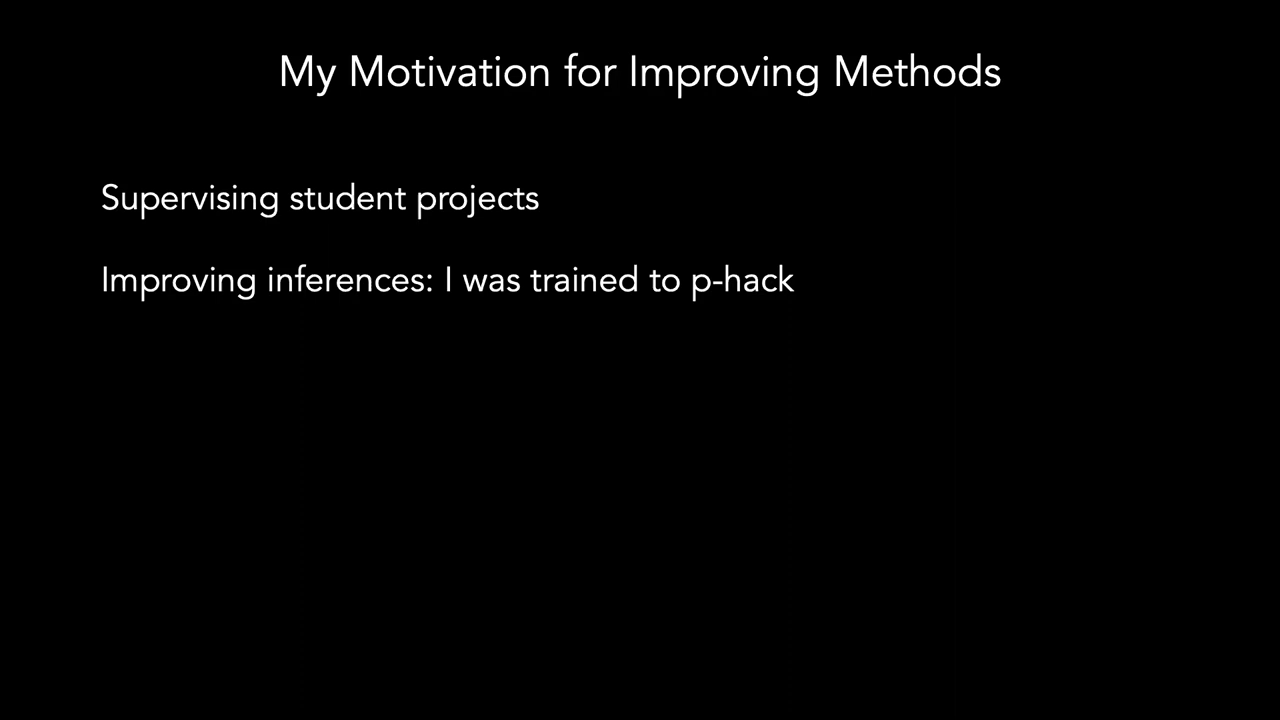 My Motivation for Improving Methods
Supervising student projects
Improving inferences: I was trained to p-hack